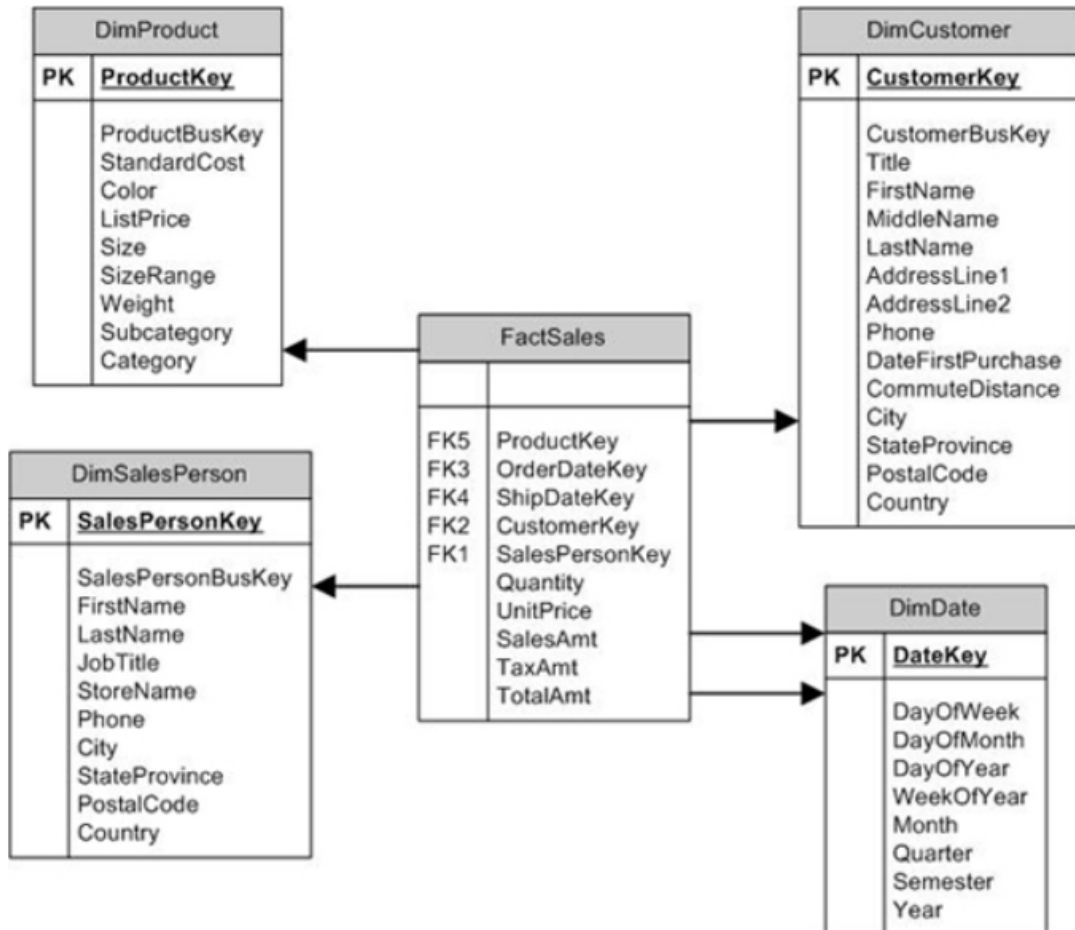 DimProduct
PK ProductKey
ProductBusKey
StandardCost
Color
ListPrice
Size
SizeRange
Weight
Subcategory
Category
DimCustomer
PK CustomerKey
CustomerBusKey
Title
FirstName
MiddleName
LastName
AddressLine1
AddressLine2
Phone
DateFirstPurchase
CommuteDistance
City
StateProvince
PostalCode
Country
FactSales
FK5 ProductKey
FK3 OrderDateKey
FK4 ShipDateKey
FK2 CustomerKey
FK1 SalesPersonKey
Quantity
UnitPrice
SalesAmt
TaxAmt
TotalAmt
DimSalesPerson
PK SalesPersonKey
SalesPersonBusKey
FirstName
LastName
JobTitle
StoreName
Phone
City
StateProvince
PostalCode
Country
DimDate
PK DateKey
DayOfWeek
DayOfMonth
DayOfYear
WeekOfYear
Month
Quarter
Semester
Year